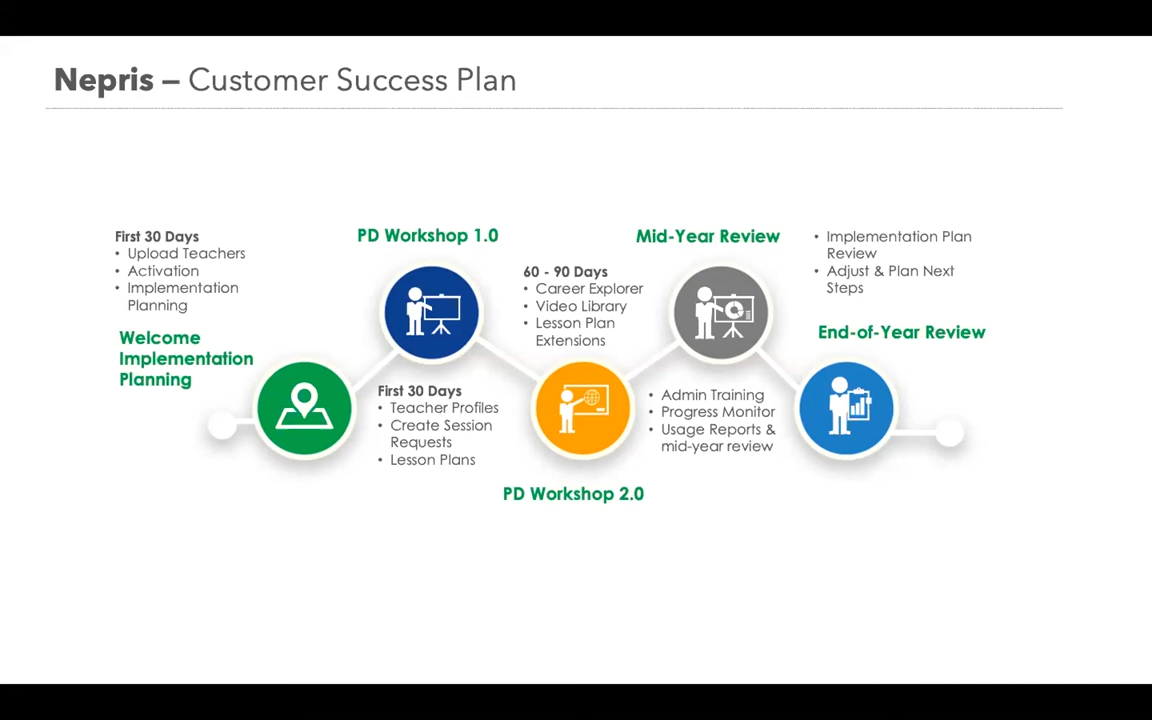 Nepris – Customer Success Plan
First 30 Days
• Upload Teachers
• Activation
• Implementation
Planning
Welcome
Implementation
Planning
PD Workshop 1.0
First 30 Days
• Teacher Profiles
• Create Session
Requests
• Lesson Plans
60 - 90 Days
• Career Explorer
• Video Library
• Lesson Plan
Extensions
PD Workshop 2.0
Mid-Year Review
• Admin Training
• Progress Monitor
• Usage Reports &
mid-year review
• Implementation Plan
Review
• Adjust & Plan Next
Steps
End-of-Year Review